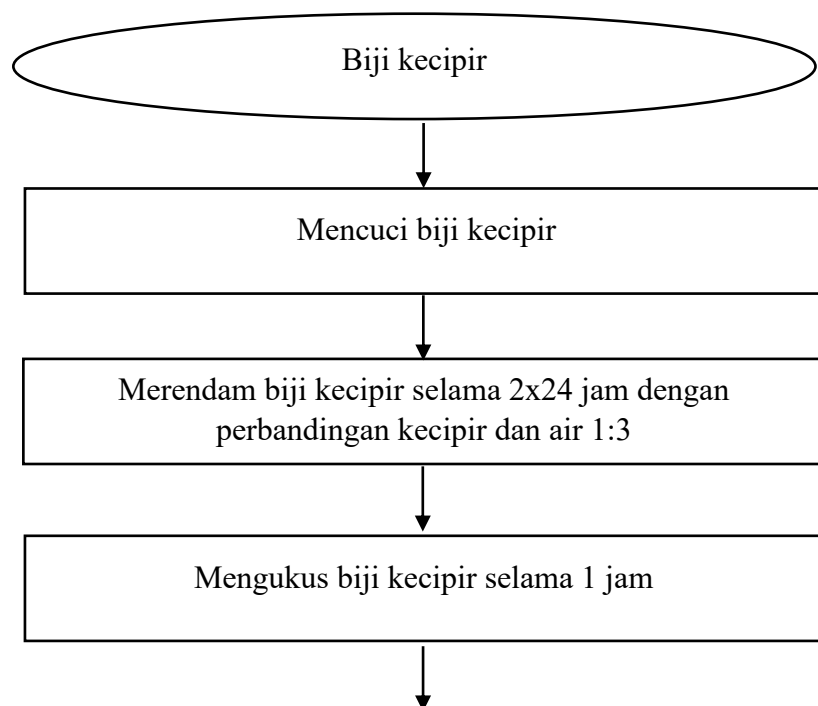 Biji kecipir
Mencuci biji kecipir
Merendam biji kecipir selama 2x24 jam dengan
perbandingan kecipir dan air 1:3
Mengukus biji kecipir selama 1 jam